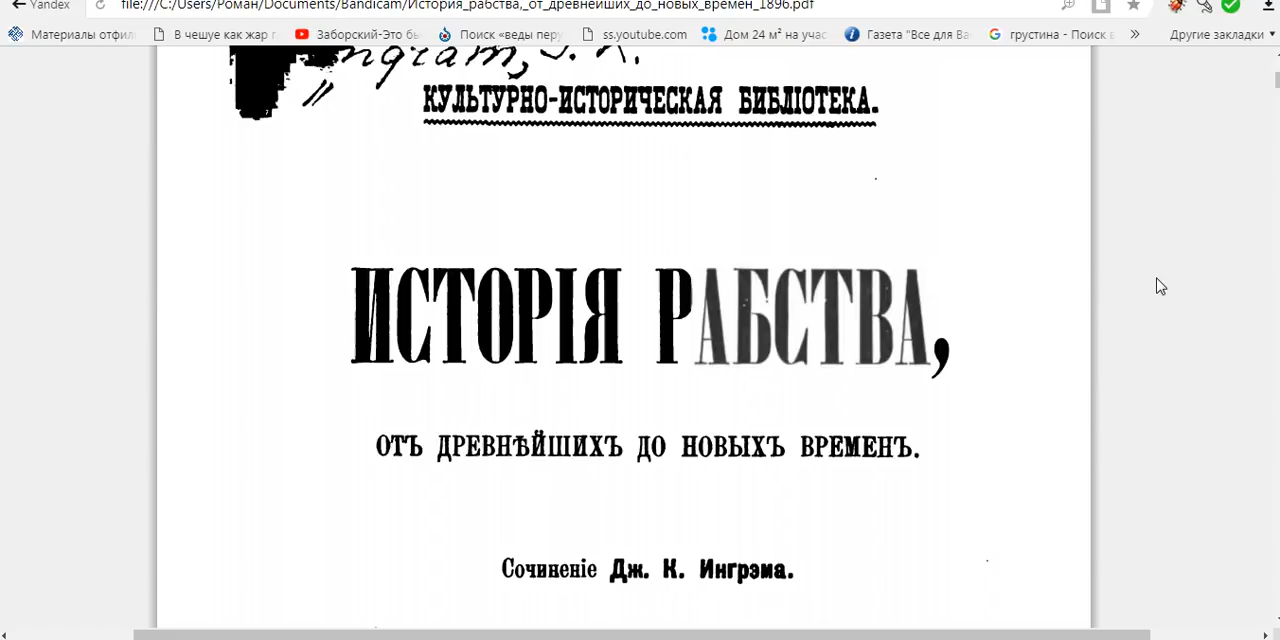 Yandex file:///C:/Users/Роман/Documents/Bandicam/История_рабства,_от_древнейших_до_новых_времен_1896.pdf
Материалы отфил В чешуе как жар г Заборский-Это бы Поиск «веды перу ss.youtube.com Дом 24 м² на учас Газета "Все для Ва грустина - Поиск в » Другие закладки
ngram, J. K.
КУЛЬТУРНО-ИСТОРИЧЕСКАЯ БИБЛІОТЕКА.
ИСТОРІЯ РАБСТВА,
ОТЪ ДРЕВНѢЙШИХЪ ДО НОВЫХЪ ВРЕМЕНЪ.
Сочиненіе Дж. К. Ингрэма.